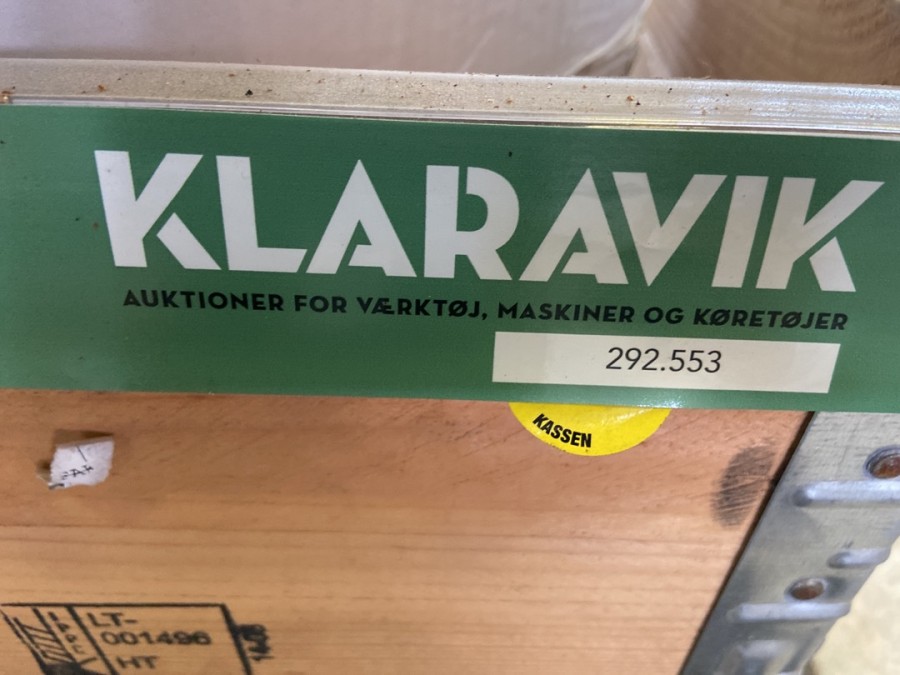 KLARAVIK
AUKTIONER FOR VÆRKTØJ, MASKINER OG KØRETØJER
292.553
KASSEN
LT-
001496
HT